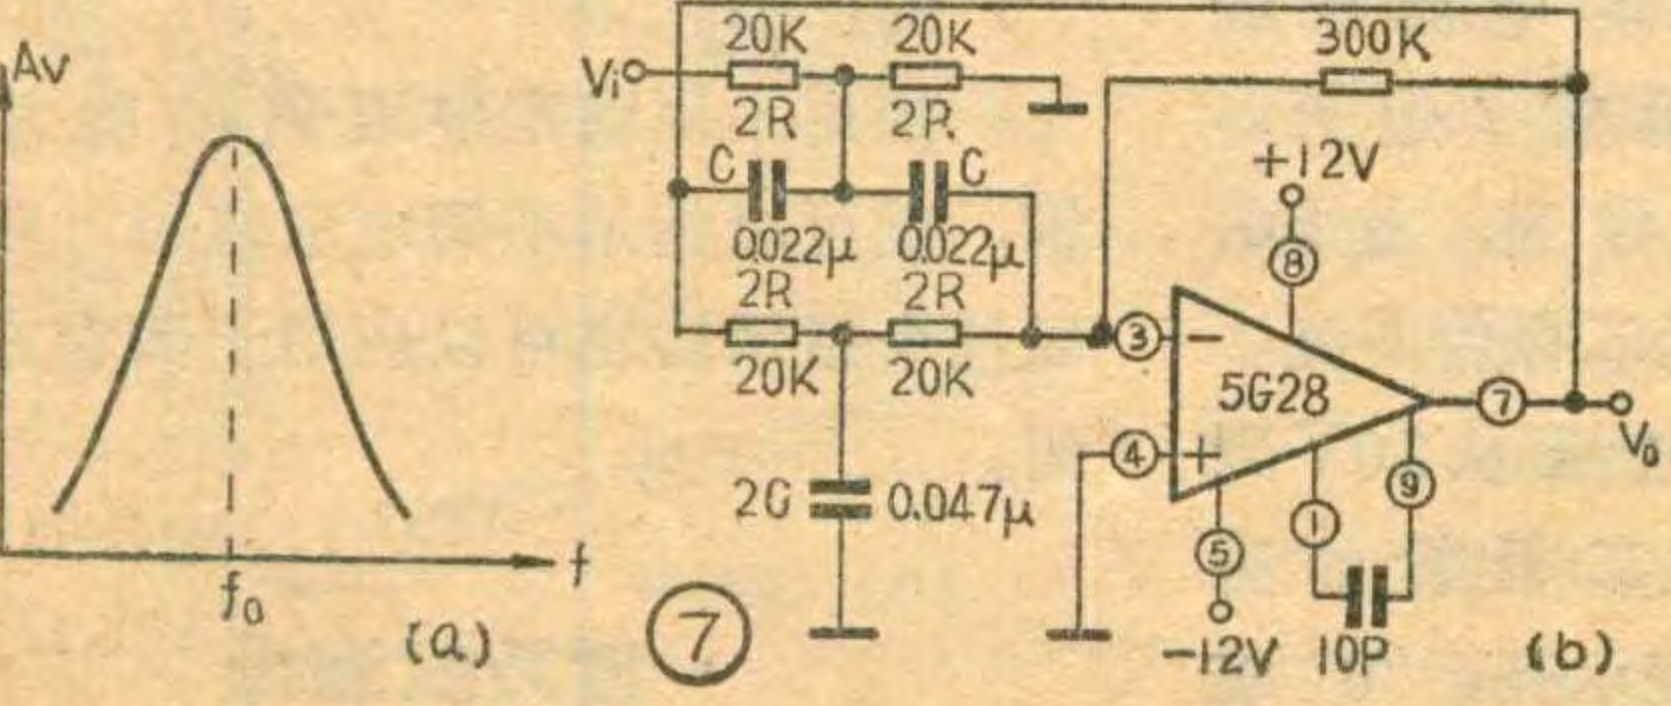 Av
f
f₀
(a)
20K 20K
300K
Vi
2R 2R
+12V
C C
0.022μ 0.022μ
2R 2R
⑧
③ −
20K 20K
5G28
⑦
V₀
④ +
⑨
2C 0.047μ
①
⑤
⑦
-12V 10P
(b)